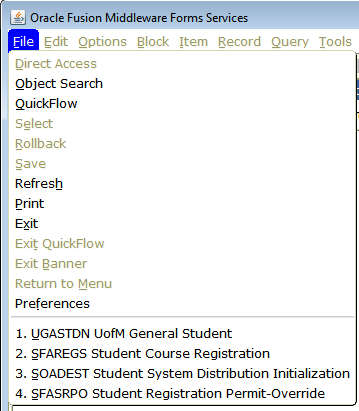 Oracle Fusion Middleware Forms Services
File Edit Options Block Item Record Query Tools
Direct Access
Object Search
QuickFlow
Select
Rollback
Save
Refresh
Print
Exit
Exit QuickFlow
Exit Banner
Return to Menu
Preferences
1. UGASTDN UofM General Student
2. SFAREGS Student Course Registration
3. SOADEST Student System Distribution Initialization
4. SFASRPO Student Registration Permit-Override